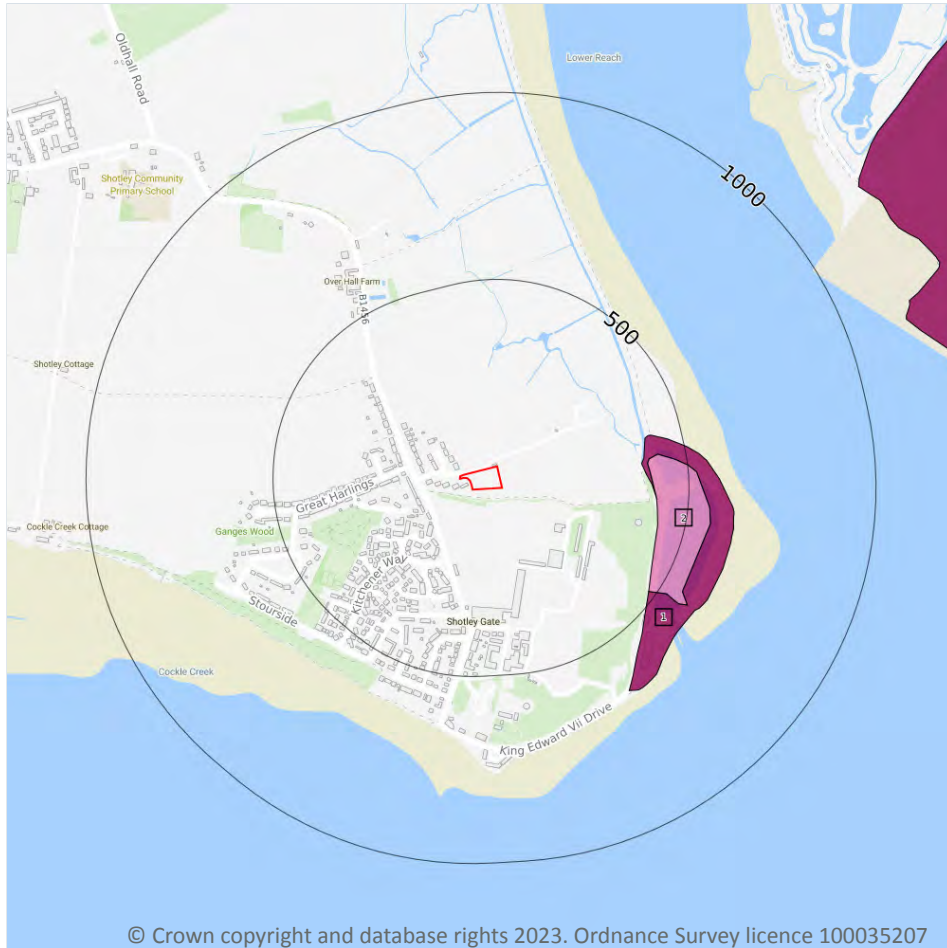 Oldhall Road
Lower Reach
Shotley Community
Primary School
1000
Over Hall Farm
B1456
500
Shotley Cottage
Great Harlings
Cockle Creek Cottage
Ganges Wood
2
Kitchener Way
Stourside
Shotley Gate
1
Cockle Creek
King Edward VII Drive
© Crown copyright and database rights 2023. Ordnance Survey licence 100035207